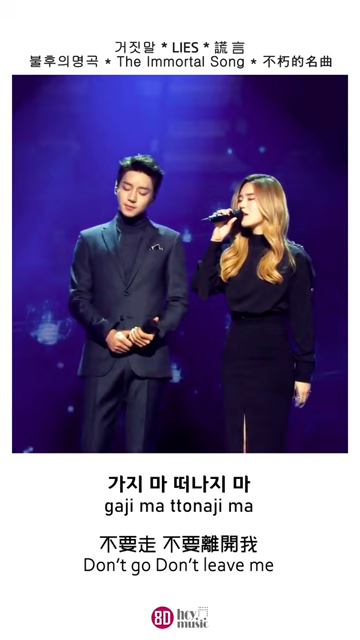 거짓말 * LIES * 謊言
불후의명곡 * The Immortal Song * 不朽的名曲
가지 마 떠나지 마
gaji ma ttonaji ma
不要走 不要離開我
Don't go Don't leave me
8D hey music